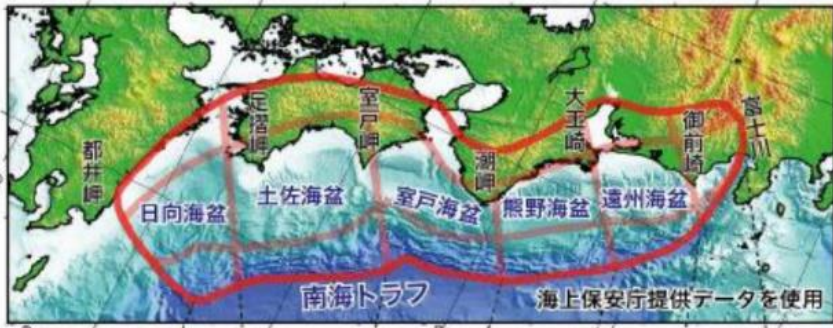 都井岬
足摺岬
室戸岬
潮岬
大王崎
御前崎
富士川
日向海盆
土佐海盆
室戸海盆
熊野海盆
遠州海盆
南海トラフ
海上保安庁提供データを使用